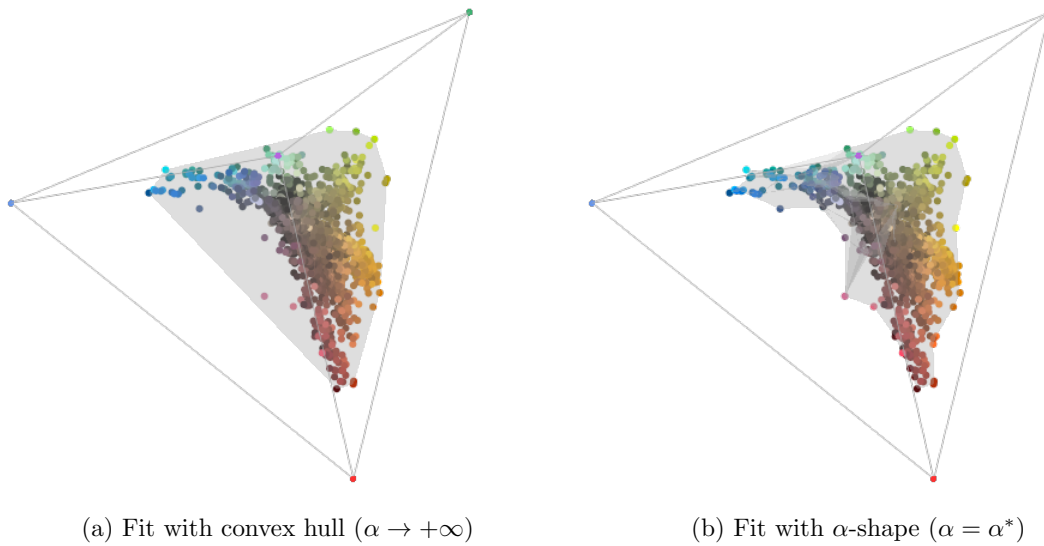 (a) Fit with convex hull (α → +∞)
(b) Fit with α-shape (α = α*)